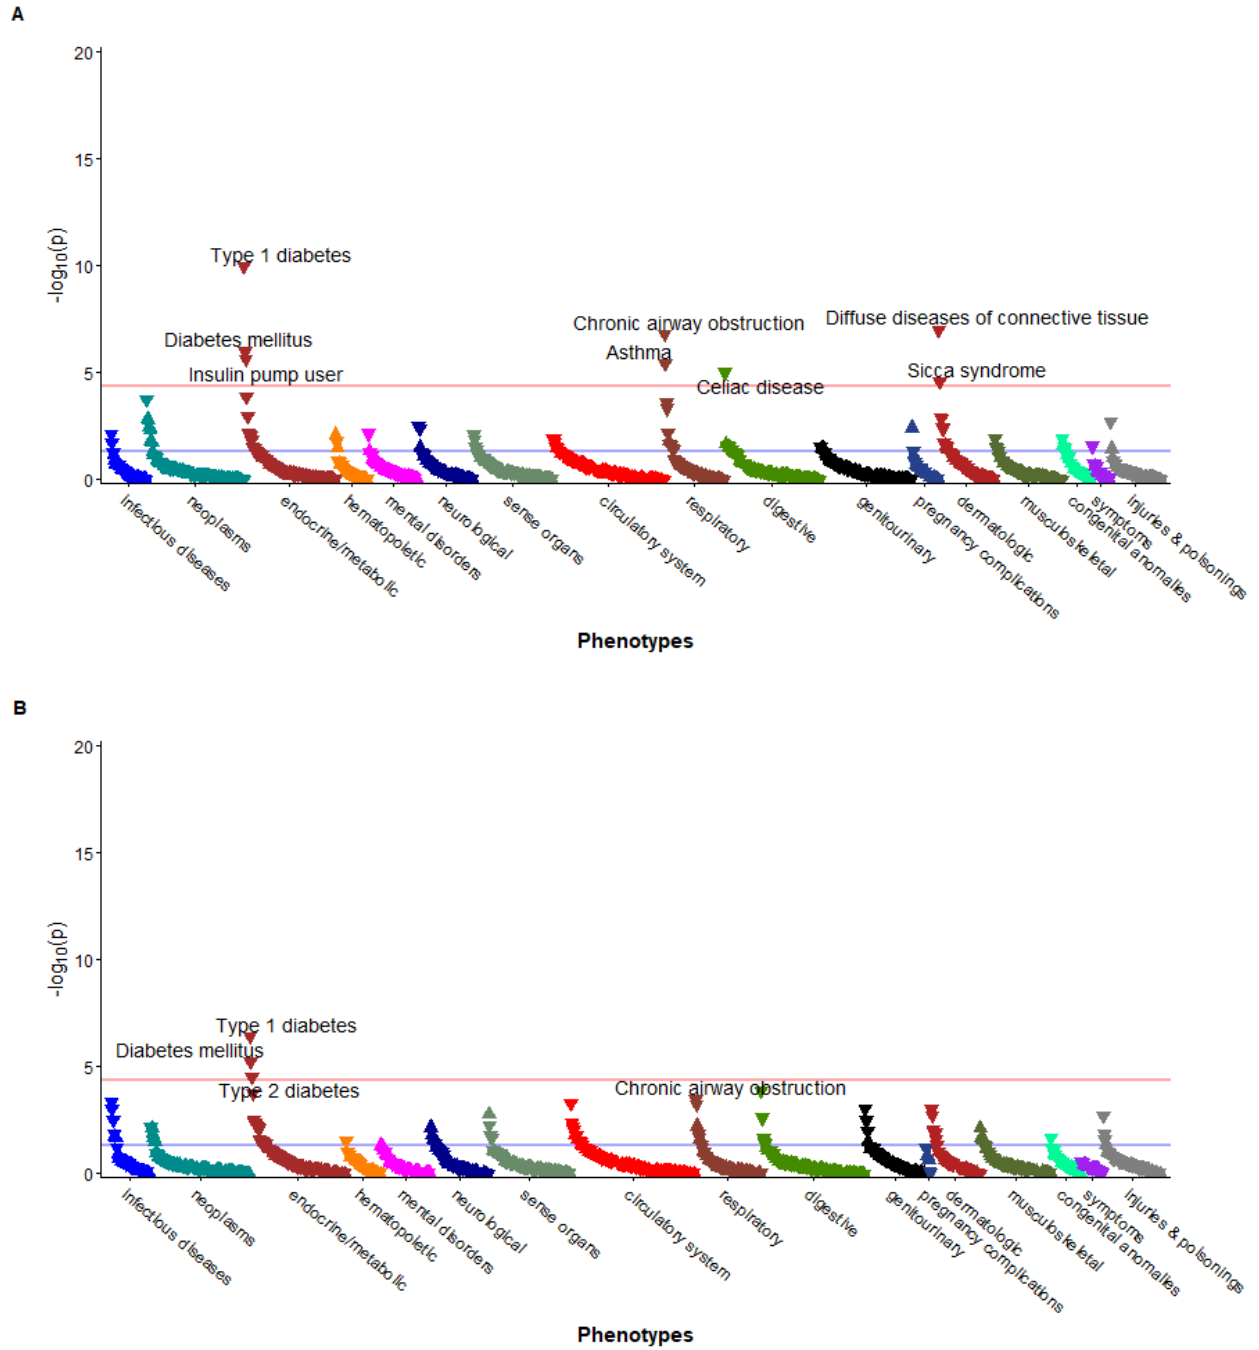 A
20
15
10
5
0
-log10(p)
Type 1 diabetes
Diabetes mellitus
Insulin pump user
Chronic airway obstruction
Asthma
Celiac disease
Diffuse diseases of connective tissue
Sicca syndrome
infectious diseases
neoplasms
endocrine/metabolic
hematopoietic
mental disorders
neurological
sense organs
circulatory system
respiratory
digestive
genitourinary
pregnancy complications
dermatologic
musculoskeletal
congenital anomalies
symptoms
injuries & poisonings
Phenotypes
B
20
15
10
5
0
-log10(p)
Type 1 diabetes
Diabetes mellitus
Type 2 diabetes
Chronic airway obstruction
infectious diseases
neoplasms
endocrine/metabolic
hematopoietic
mental disorders
neurological
sense organs
circulatory system
respiratory
digestive
genitourinary
pregnancy complications
dermatologic
musculoskeletal
congenital anomalies
symptoms
injuries & poisonings
Phenotypes